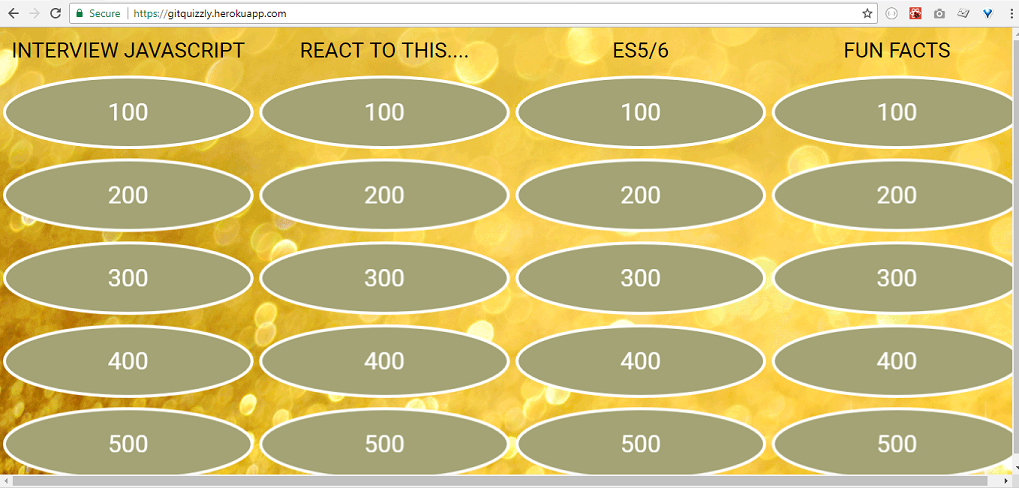 Secure https://gitquizzly.herokuapp.com
INTERVIEW JAVASCRIPT REACT TO THIS.... ES5/6 FUN FACTS
100 100 100 100
200 200 200 200
300 300 300 300
400 400 400 400
500 500 500 500